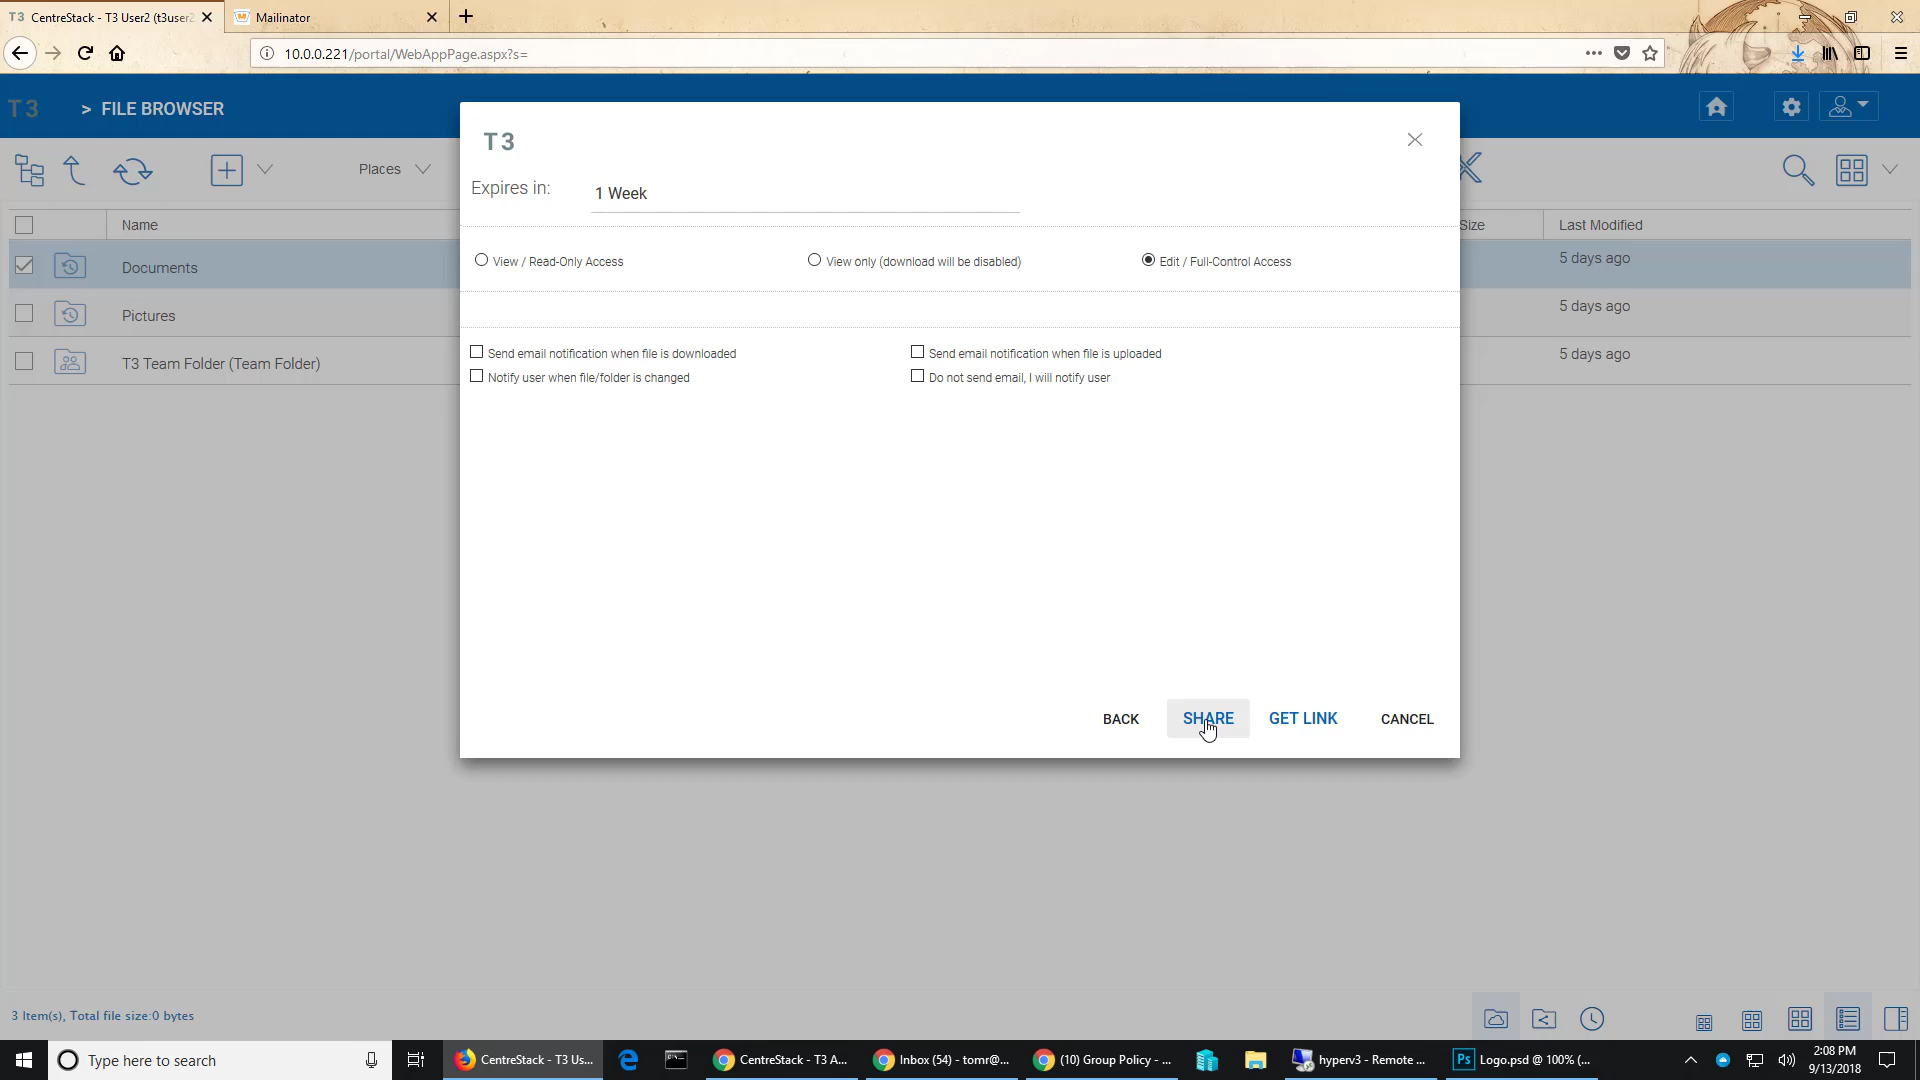 T3 CentreStack - T3 User2 (t3user2
Mailinator
10.0.0.221/portal/WebAppPage.aspx?s=
T3 > FILE BROWSER
Places
Name
Size
Last Modified
Documents
5 days ago
Pictures
5 days ago
T3 Team Folder (Team Folder)
5 days ago
T3
Expires in:
1 Week
View / Read-Only Access
View only (download will be disabled)
Edit / Full-Control Access
Send email notification when file is downloaded
Send email notification when file is uploaded
Notify user when file/folder is changed
Do not send email, I will notify user
BACK
SHARE
GET LINK
CANCEL
3 Item(s), Total file size:0 bytes
Type here to search
CentreStack - T3 Us...
CentreStack - T3 A...
Inbox (54) - tomr@...
(10) Group Policy - ...
hyperv3 - Remote ...
Ps
Logo.psd @ 100% (...
2:08 PM
9/13/2018